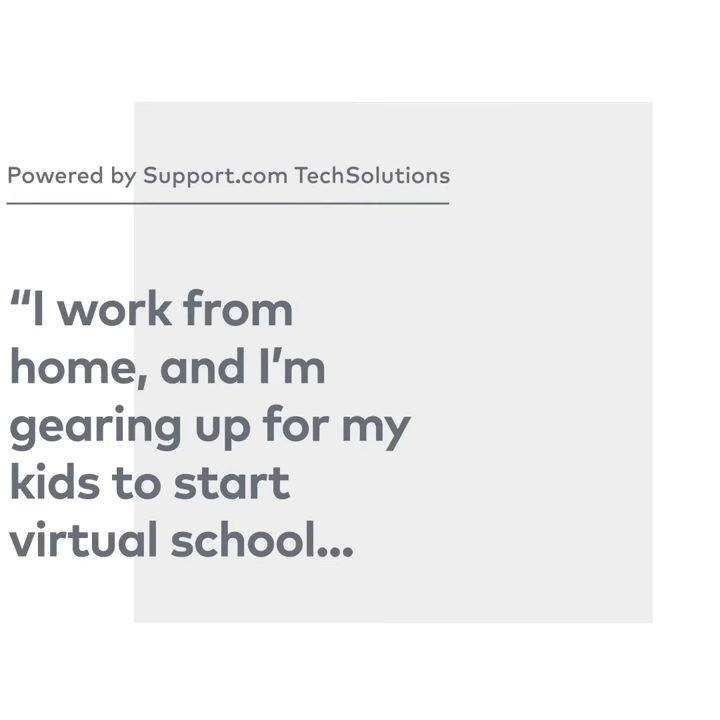 Powered by Support.com TechSolutions
“I work from
home, and I’m
gearing up for my
kids to start
virtual school...